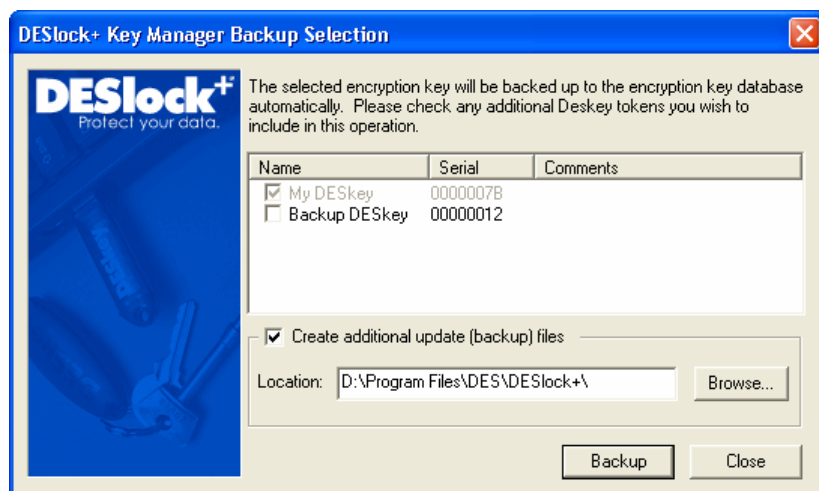 DESlock+ Key Manager Backup Selection
DESlock+
Protect your data.
The selected encryption key will be backed up to the encryption key database
automatically. Please check any additional Deskey tokens you wish to
include in this operation.
Name Serial Comments
My DESkey 0000007B
Backup DESkey 00000012
Create additional update (backup) files
Location: D:\Program Files\DES\DESlock+\ Browse...
Backup Close
DESkey